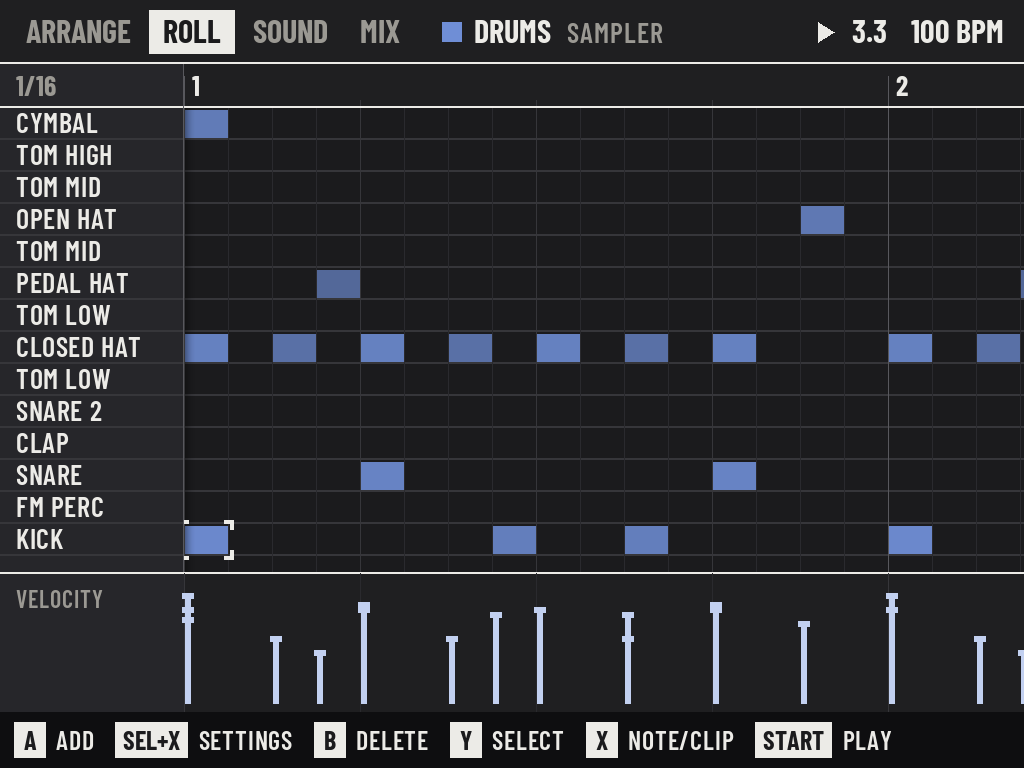 ARRANGE ROLL SOUND MIX DRUMS SAMPLER 3.3 100 BPM
1/16 1 2
CYMBAL
TOM HIGH
TOM MID
OPEN HAT
TOM MID
PEDAL HAT
TOM LOW
CLOSED HAT
TOM LOW
SNARE 2
CLAP
SNARE
FM PERC
KICK
VELOCITY
A ADD SEL+X SETTINGS B DELETE Y SELECT X NOTE/CLIP START PLAY